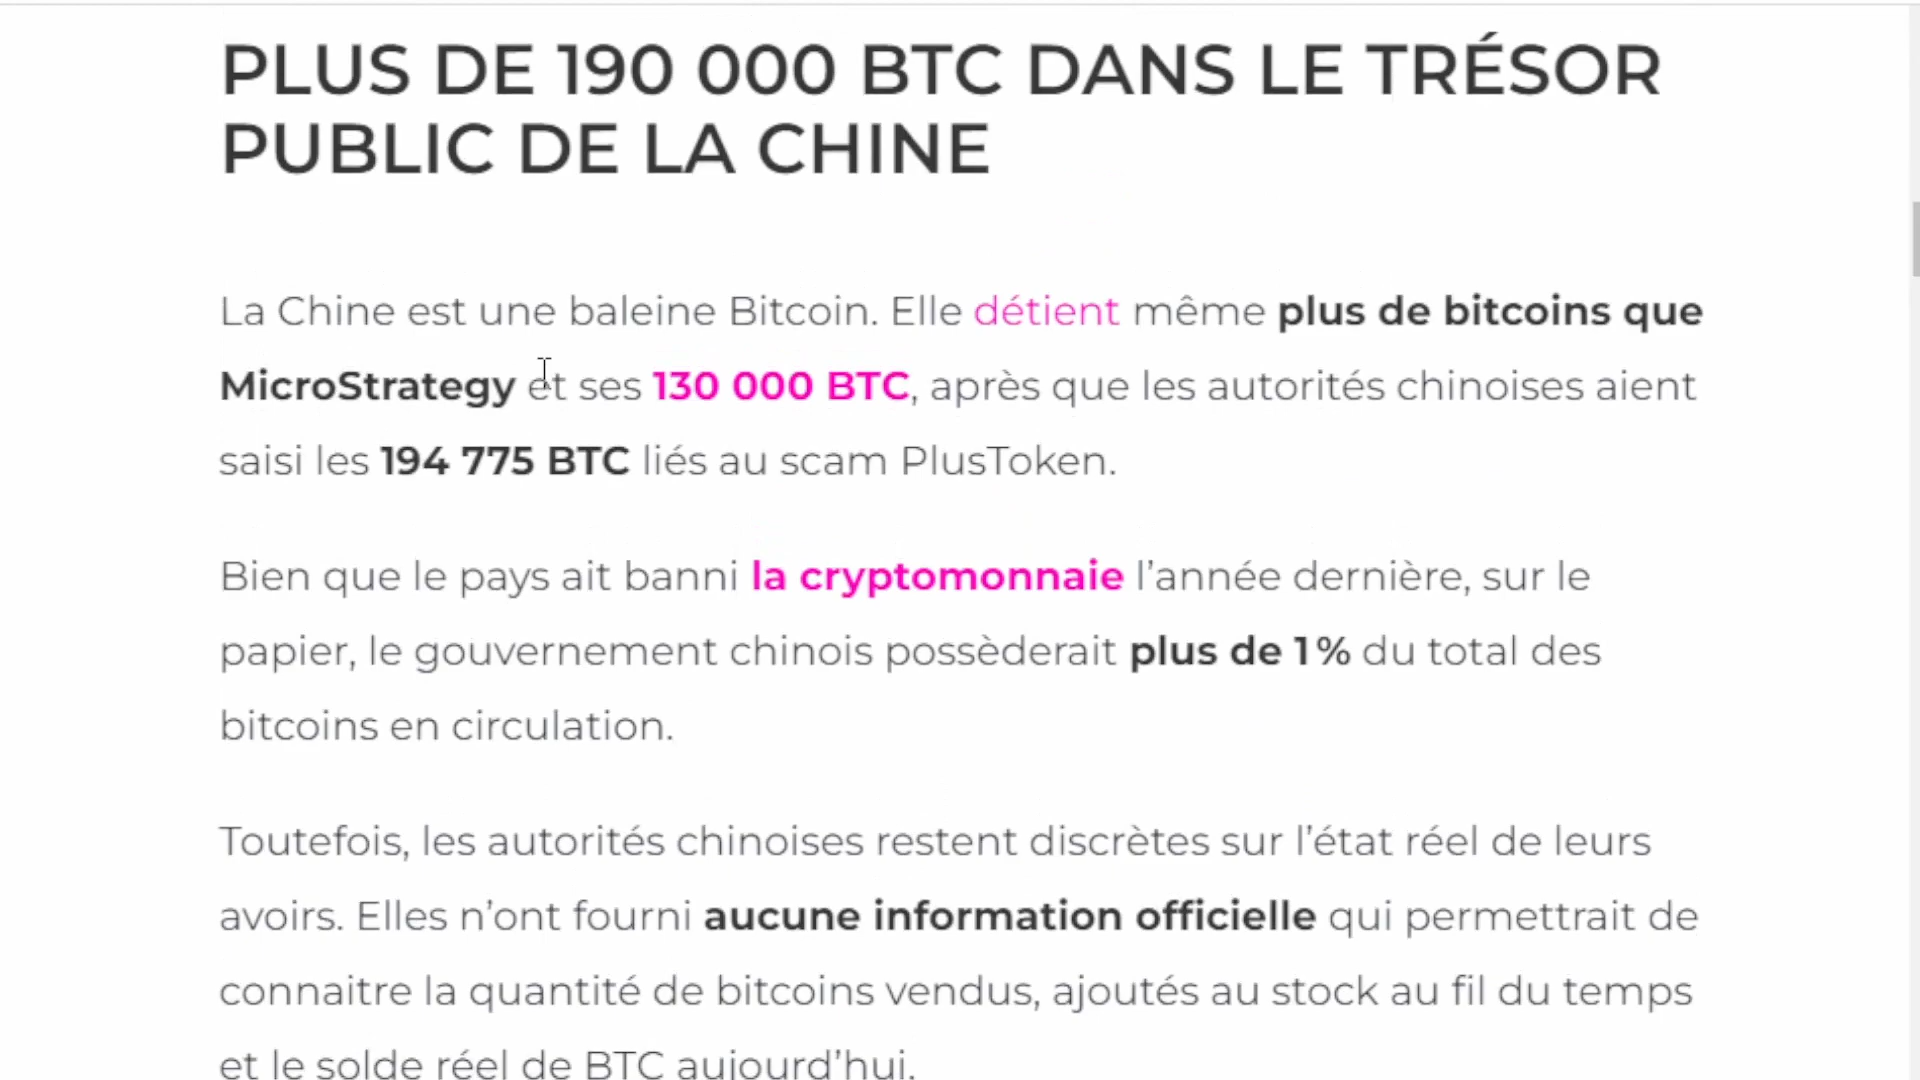 PLUS DE 190 000 BTC DANS LE TRÉSOR
PUBLIC DE LA CHINE
La Chine est une baleine Bitcoin. Elle détient même plus de bitcoins que
MicroStrategy et ses 130 000 BTC, après que les autorités chinoises aient
saisi les 194 775 BTC liés au scam PlusToken.
Bien que le pays ait banni la cryptomonnaie l’année dernière, sur le
papier, le gouvernement chinois possèderait plus de 1 % du total des
bitcoins en circulation.
Toutefois, les autorités chinoises restent discrètes sur l’état réel de leurs
avoirs. Elles n’ont fourni aucune information officielle qui permettrait de
connaitre la quantité de bitcoins vendus, ajoutés au stock au fil du temps
et le solde réel de BTC aujourd’hui.